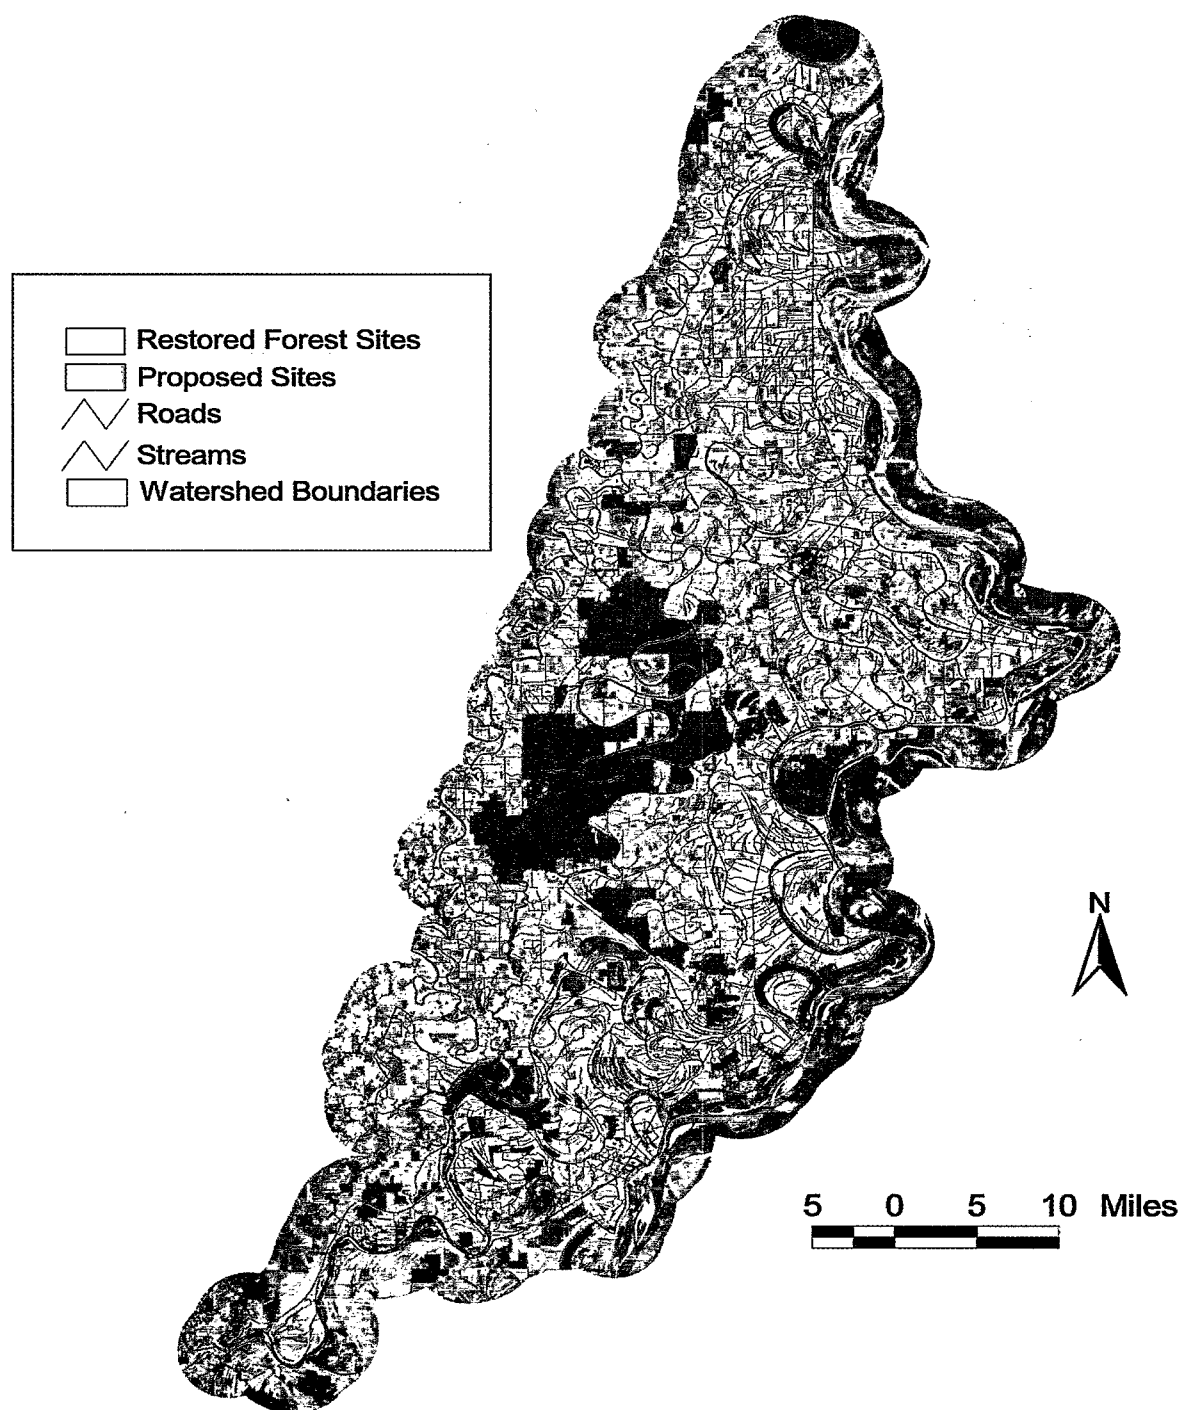 Restored Forest Sites
Proposed Sites
Roads
Streams
Watershed Boundaries
N
5 0 5 10 Miles